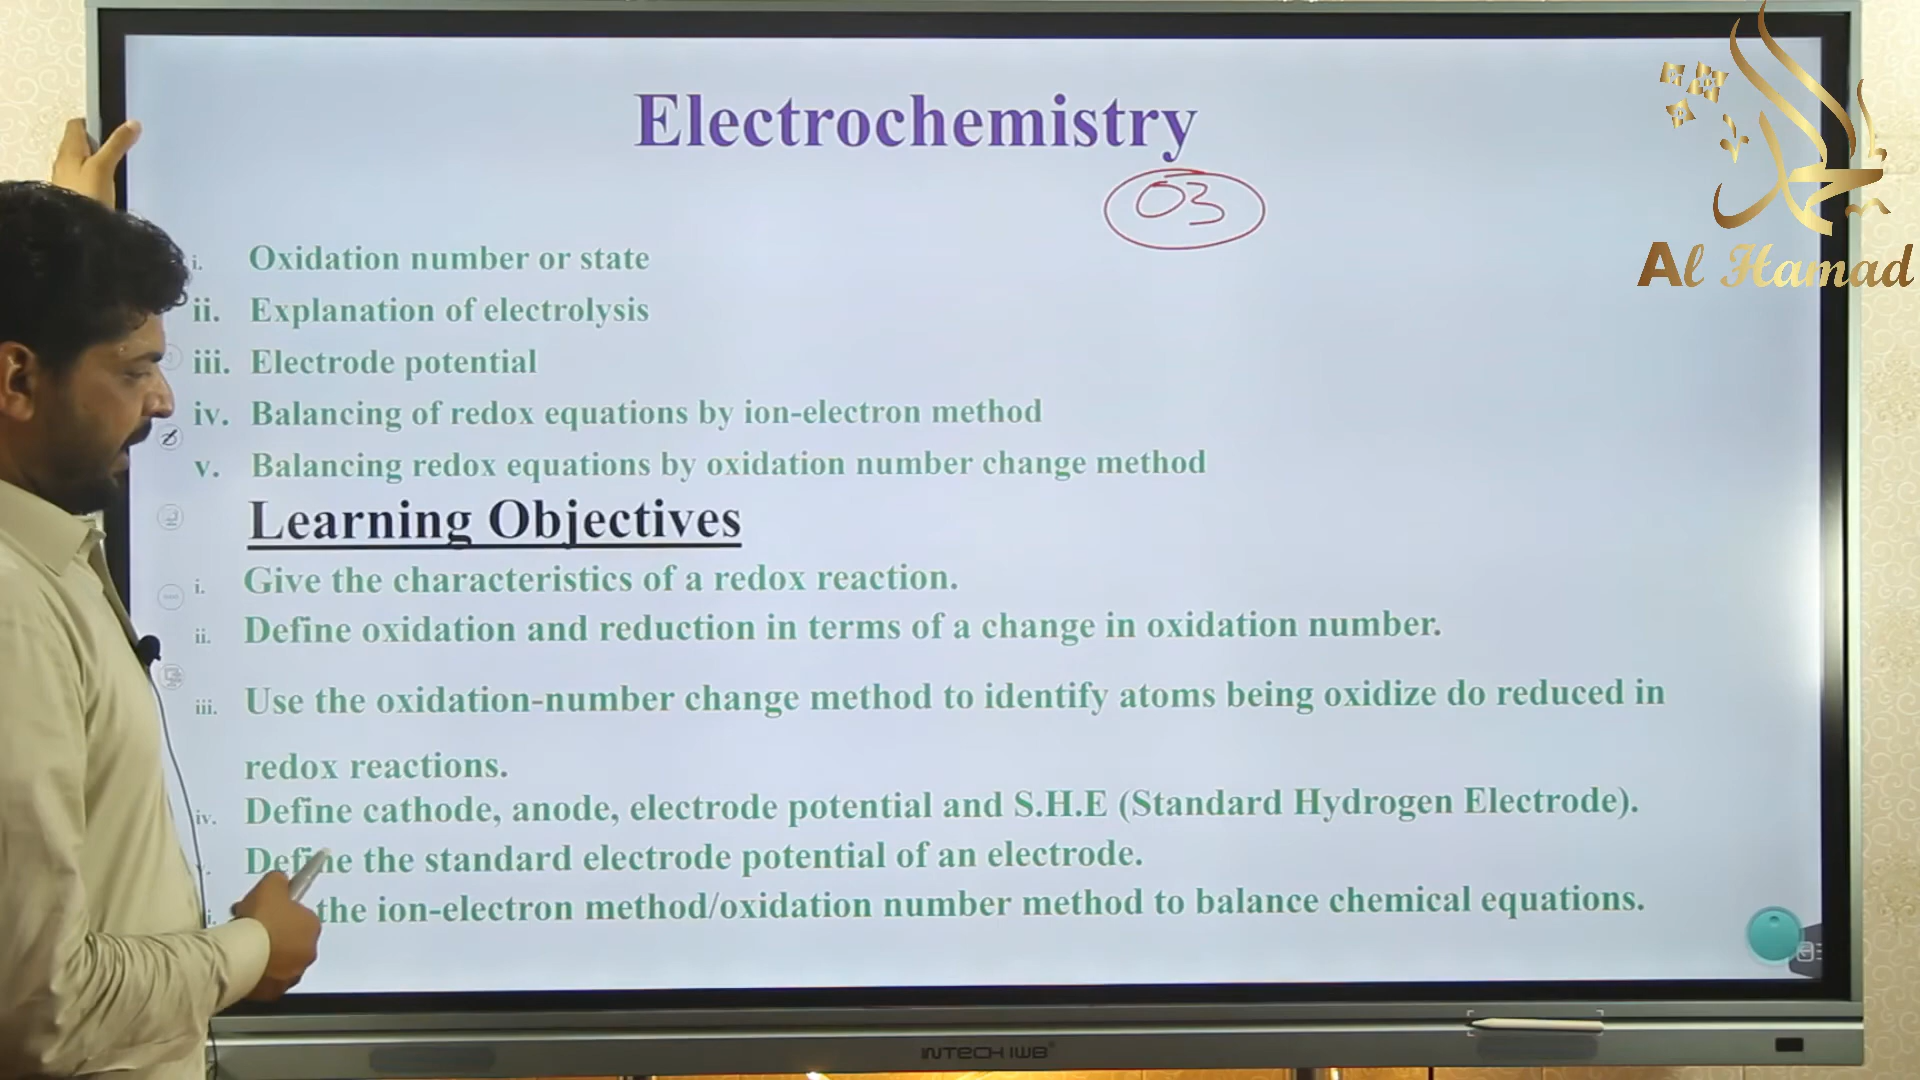 Electrochemistry
03
i. Oxidation number or state
ii. Explanation of electrolysis
iii. Electrode potential
iv. Balancing of redox equations by ion-electron method
v. Balancing redox equations by oxidation number change method
Learning Objectives
i. Give the characteristics of a redox reaction.
ii. Define oxidation and reduction in terms of a change in oxidation number.
iii. Use the oxidation-number change method to identify atoms being oxidize do reduced in
redox reactions.
iv. Define cathode, anode, electrode potential and S.H.E (Standard Hydrogen Electrode).
Define the standard electrode potential of an electrode.
the ion-electron method/oxidation number method to balance chemical equations.
Al Hamad
INTECH IWB